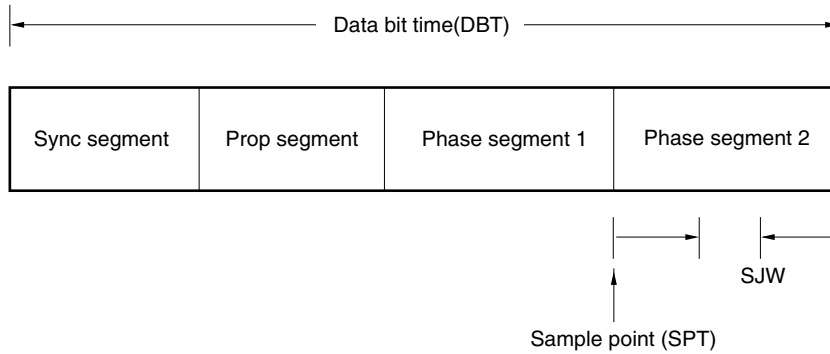 Data bit time(DBT)
Sync segment
Prop segment
Phase segment 1
Phase segment 2
SJW
Sample point (SPT)